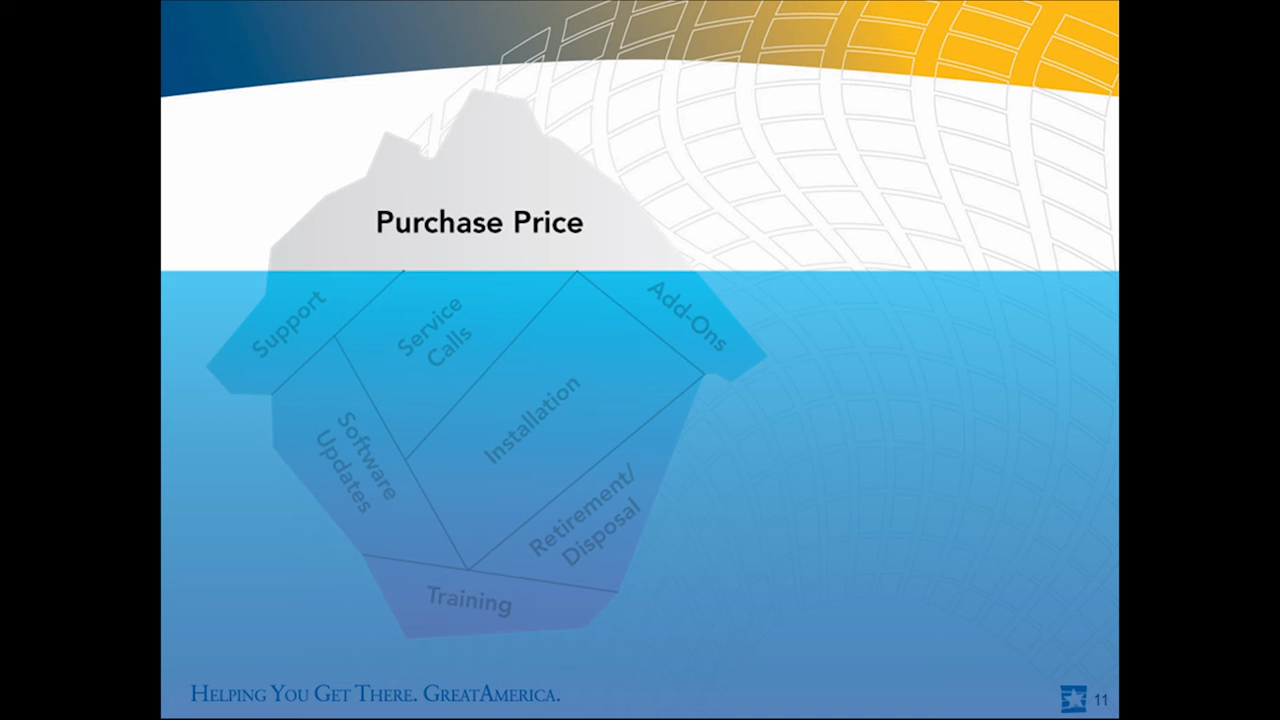 Purchase Price
Support
Service
Calls
Add-Ons
Installation
Software
Updates
Retirement/
Disposal
Training
HELPING YOU GET THERE. GREATAMERICA.
11